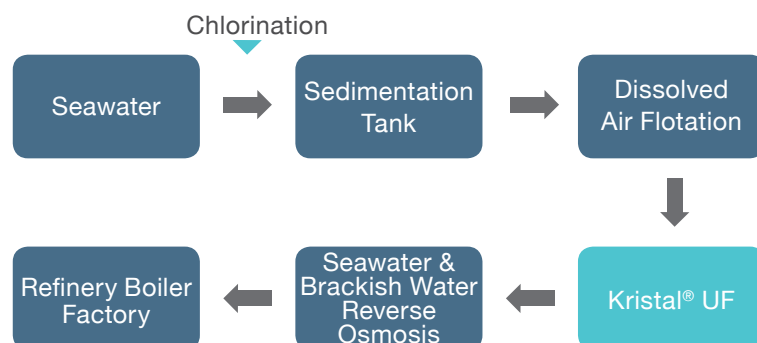 Chlorination
Seawater
Sedimentation
Tank
Dissolved
Air Flotation
Refinery Boiler
Factory
Seawater &
Brackish Water
Reverse
Osmosis
Kristal® UF